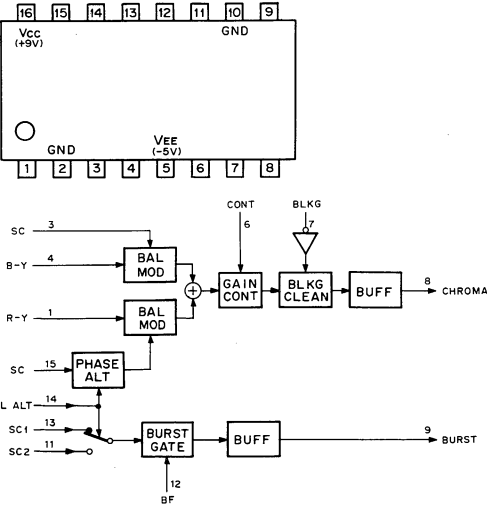 16 15 14 13 12 11 10 9
VCC GND
(+9V)
GND VEE
(-5V)
1 2 3 4 5 6 7 8
CONT BLKG
SC 3 6 7
B-Y 4 BAL
MOD
+ GAIN
CONT BLKG
CLEAN BUFF 8 CHROMA
R-Y 1 BAL
MOD
SC 15 PHASE
ALT
L ALT 14
SC1 13 BURST
GATE BUFF 9 BURST
SC2 11
12
BF